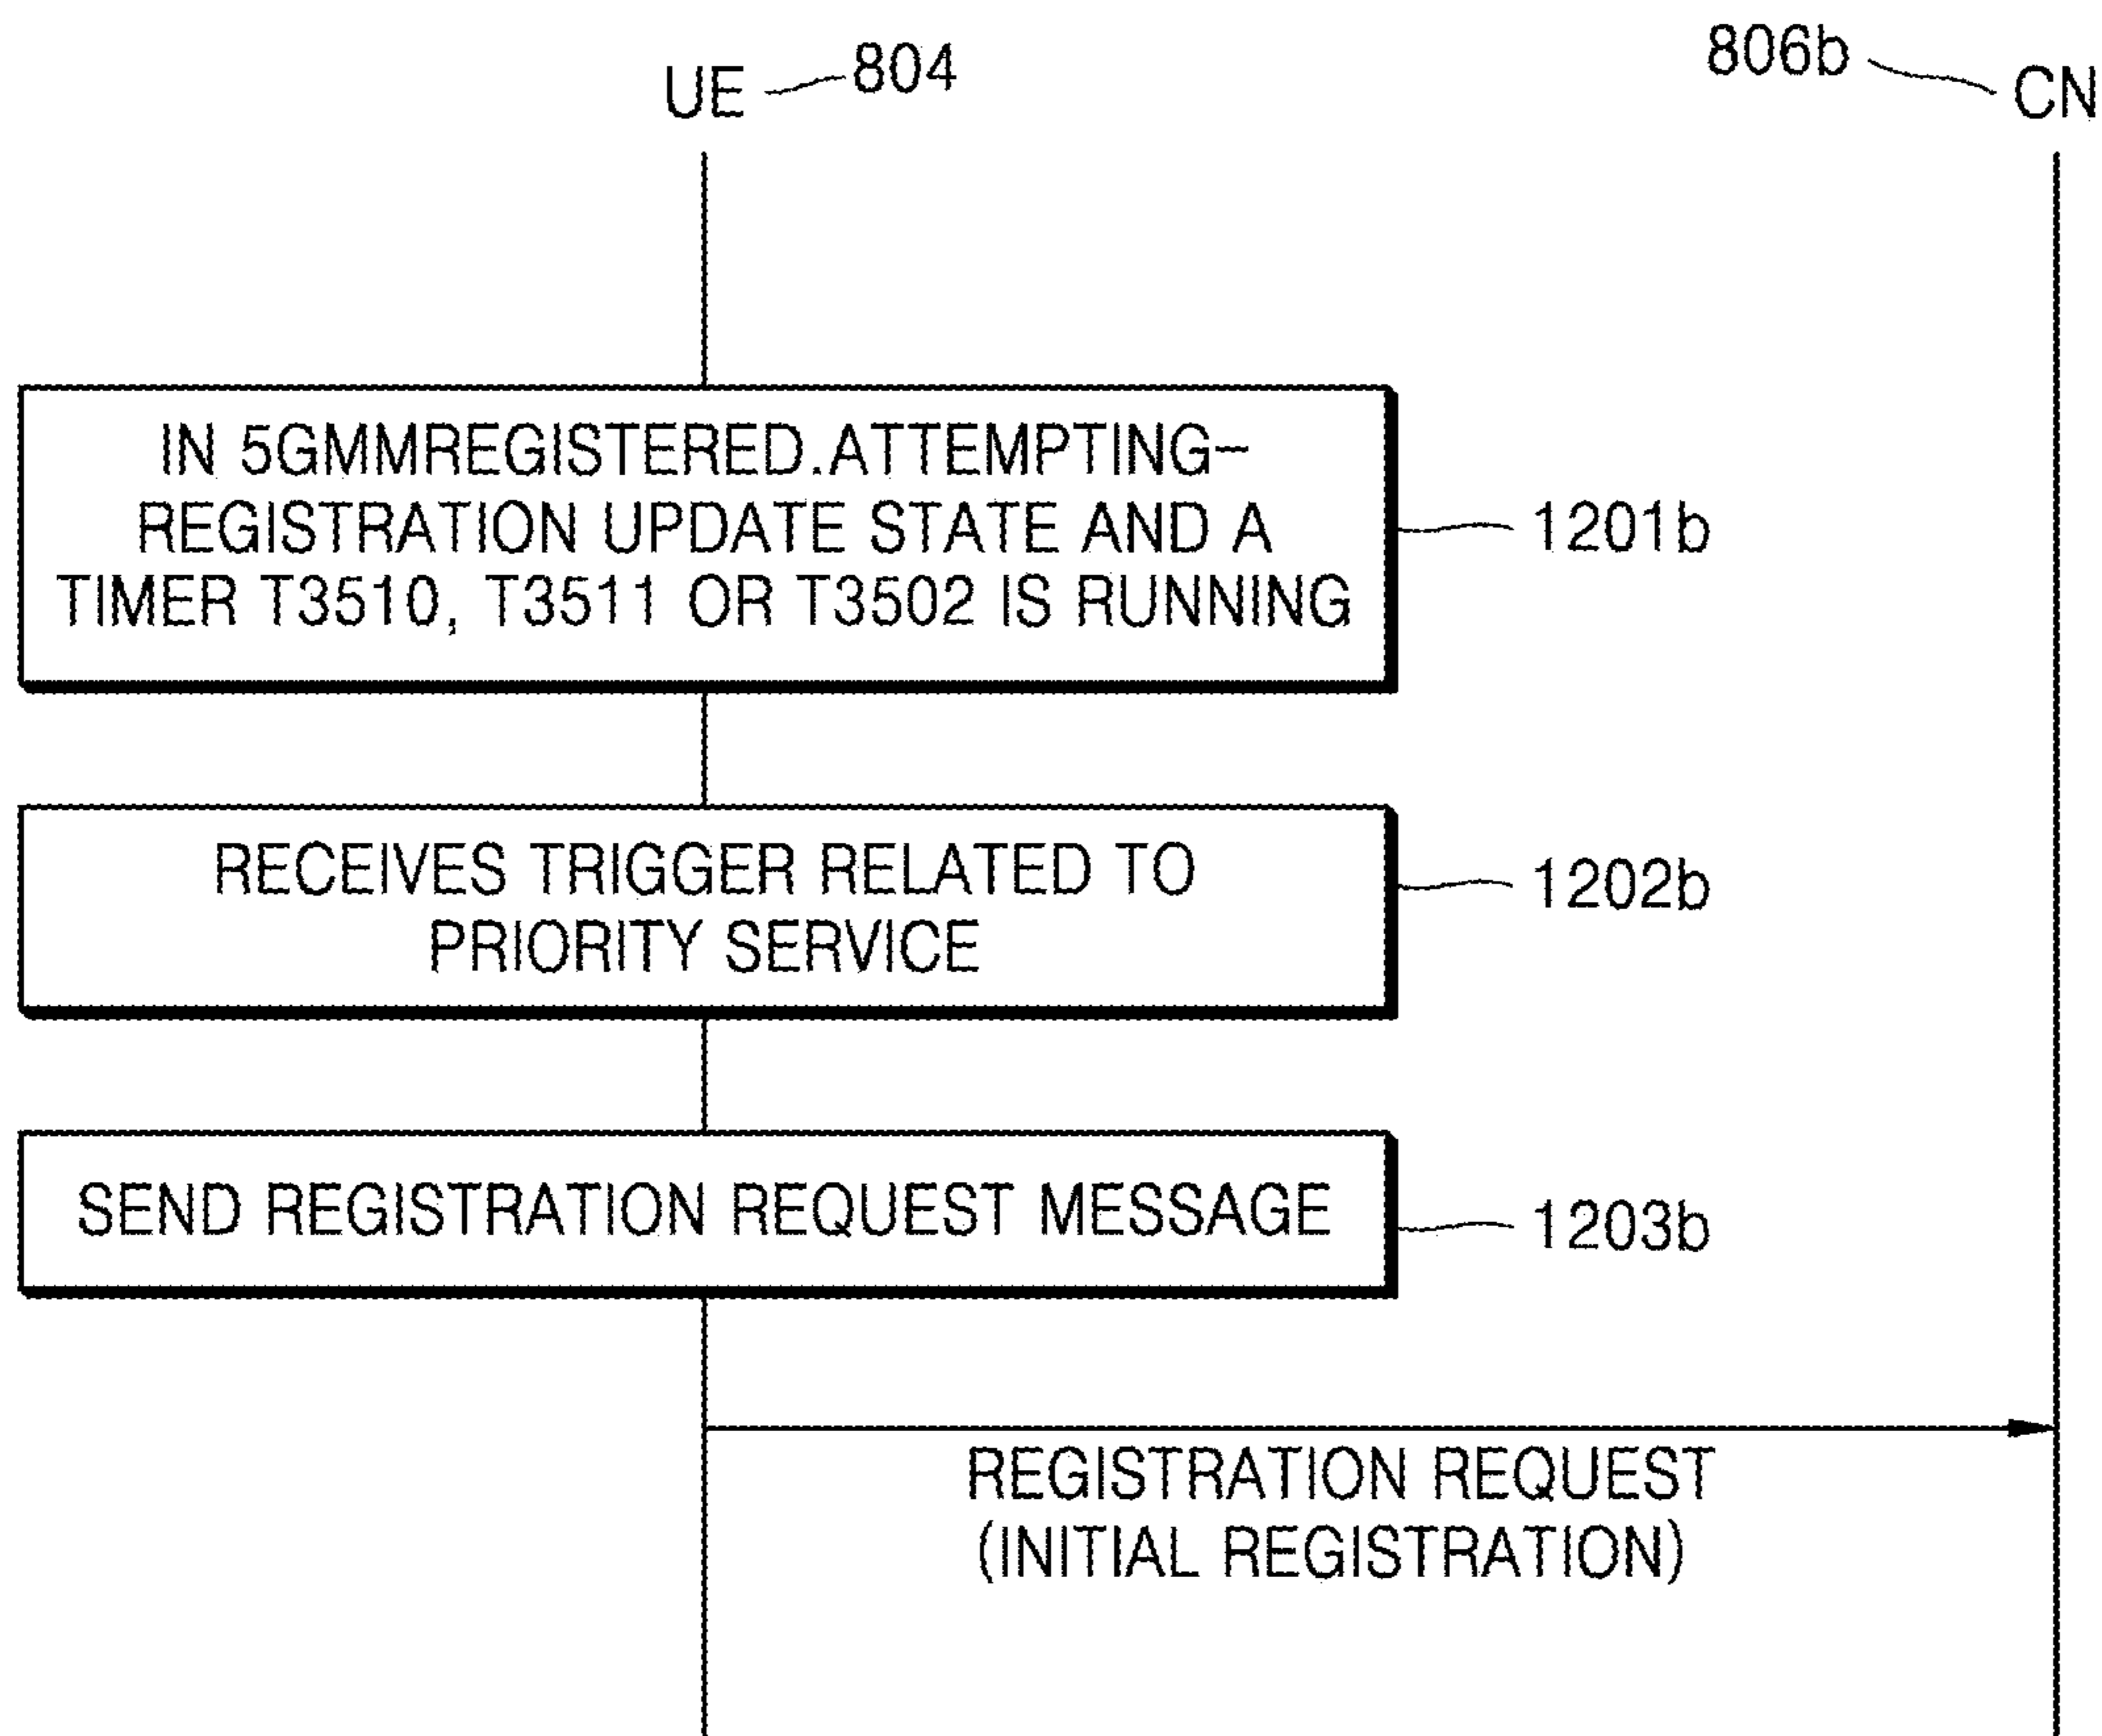 UE 804
806b CN
IN 5GMMREGISTERED.ATTEMPTING-
REGISTRATION UPDATE STATE AND A
TIMER T3510, T3511 OR T3502 IS RUNNING
1201b
RECEIVES TRIGGER RELATED TO
PRIORITY SERVICE
1202b
SEND REGISTRATION REQUEST MESSAGE
1203b
REGISTRATION REQUEST
(INITIAL REGISTRATION)